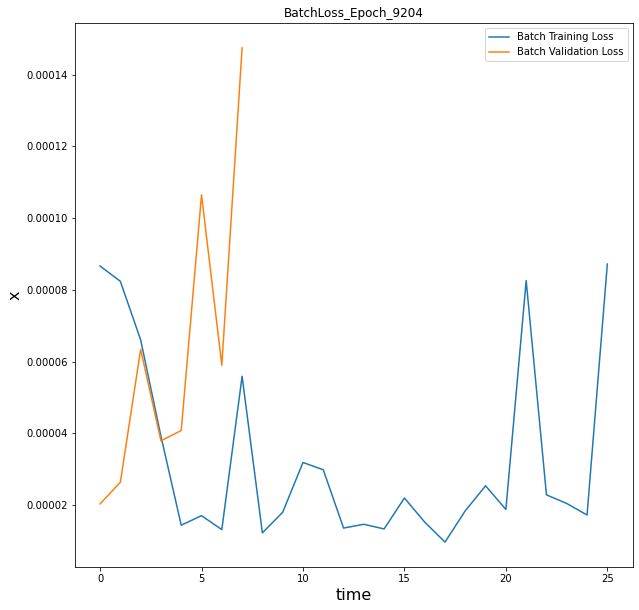 BatchLoss_Epoch_9204
Batch Training Loss
Batch Validation Loss
0.00014
0.00012
0.00010
0.00008
0.00006
0.00004
0.00002
x
0 5 10 15 20 25
time